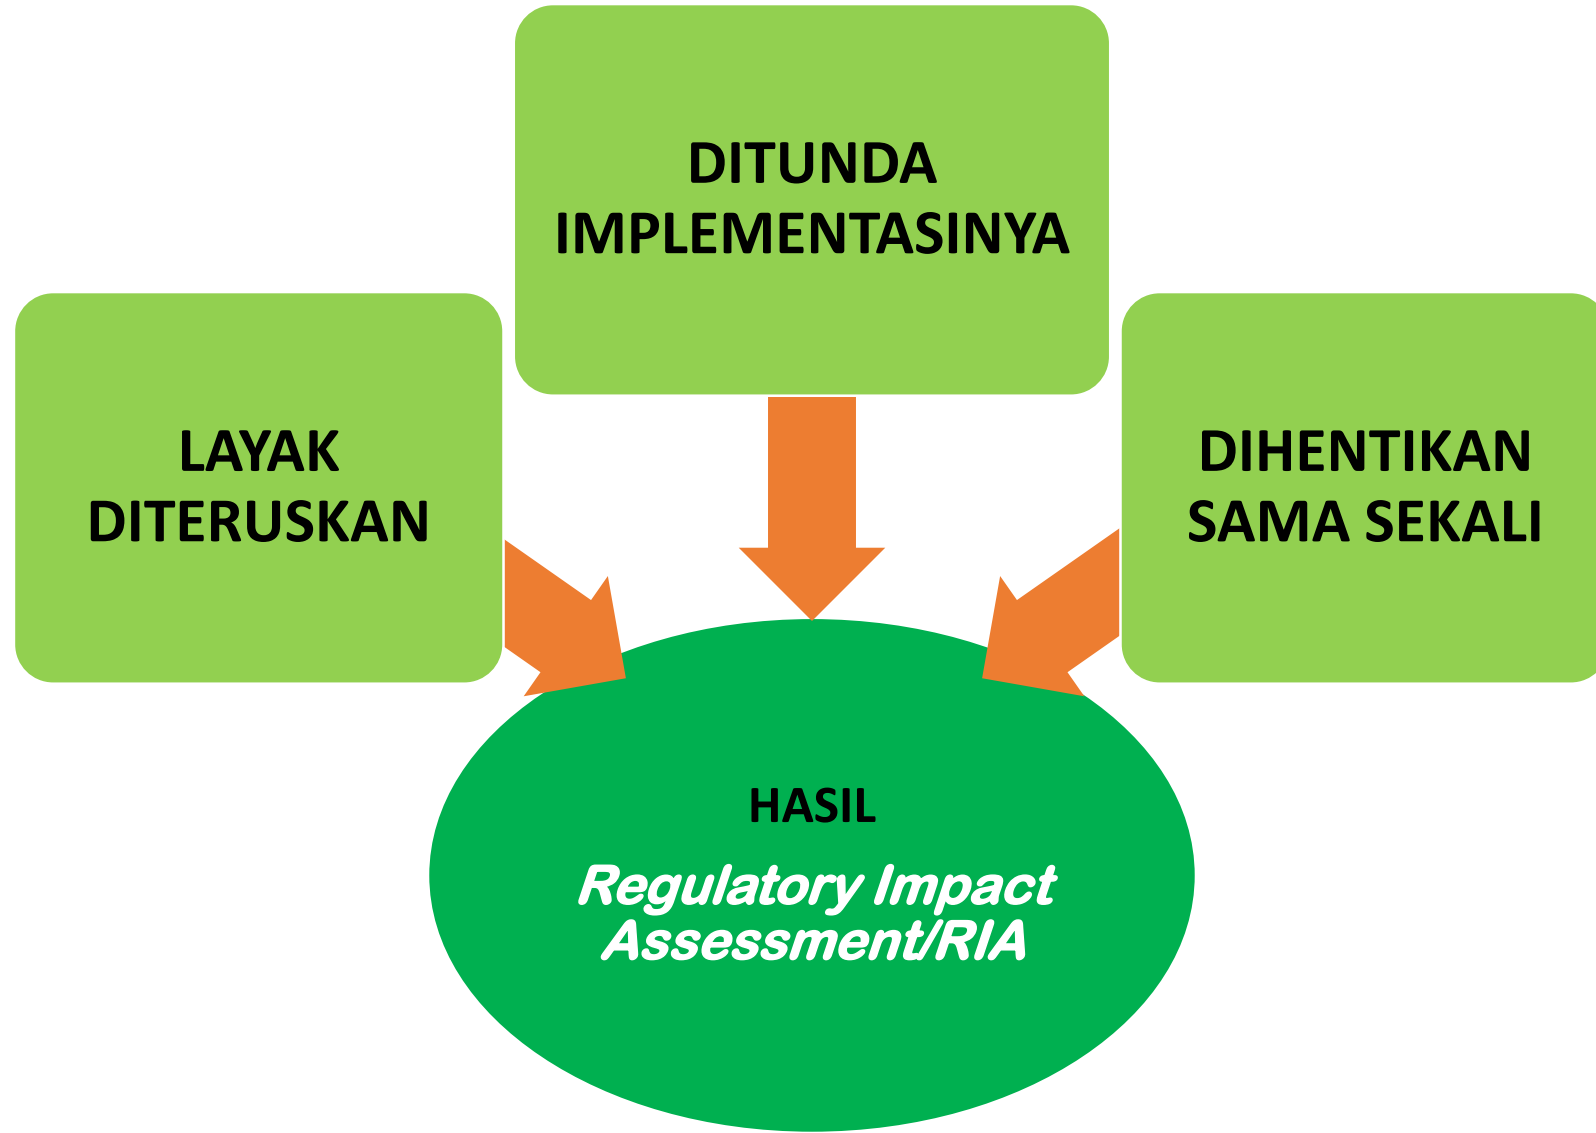 DITUNDA
IMPLEMENTASINYA
LAYAK
DITERUSKAN
DIHENTIKAN
SAMA SEKALI
HASIL
Regulatory Impact
Assessment/RIA